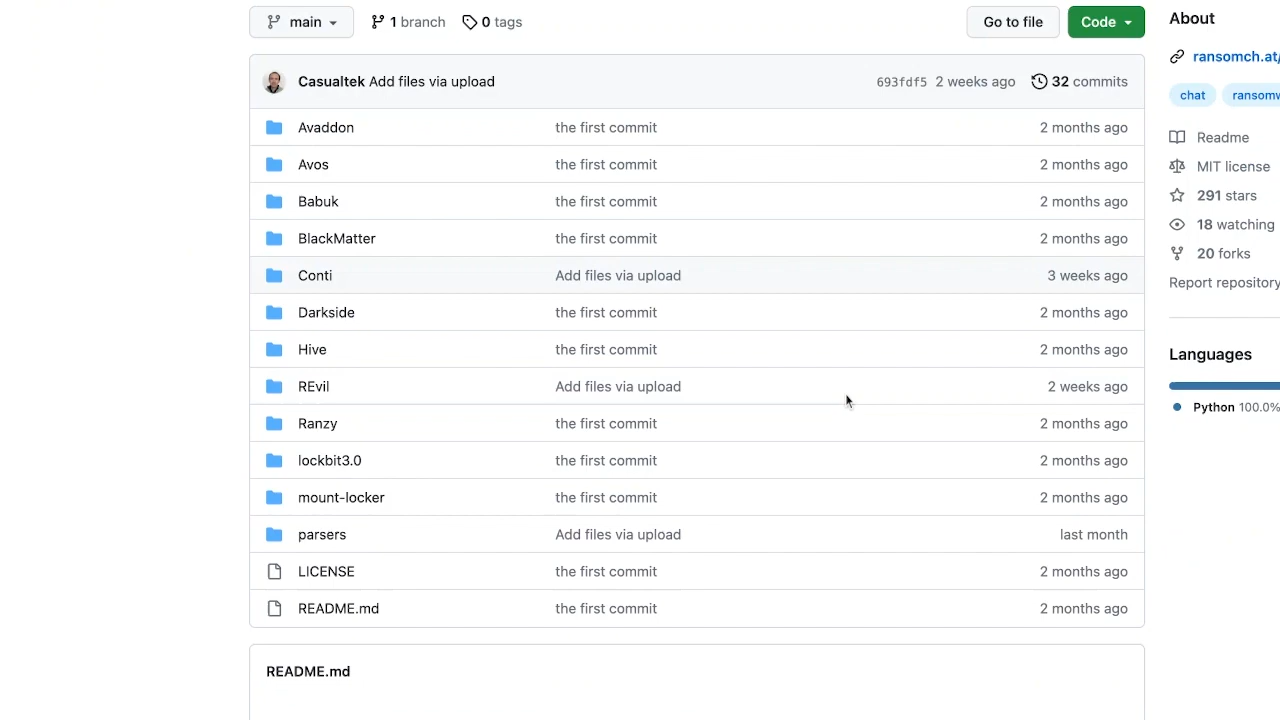 main 1 branch 0 tags Go to file Code
Casualtek Add files via upload 693fdf5 2 weeks ago 32 commits
Avaddon the first commit 2 months ago
Avos the first commit 2 months ago
Babuk the first commit 2 months ago
BlackMatter the first commit 2 months ago
Conti Add files via upload 3 weeks ago
Darkside the first commit 2 months ago
Hive the first commit 2 months ago
REvil Add files via upload 2 weeks ago
Ranzy the first commit 2 months ago
lockbit3.0 the first commit 2 months ago
mount-locker the first commit 2 months ago
parsers Add files via upload last month
LICENSE the first commit 2 months ago
README.md the first commit 2 months ago
README.md
About
ransomch.at/
chat ransomw
Readme
MIT license
291 stars
18 watching
20 forks
Report repository
Languages
Python 100.0%